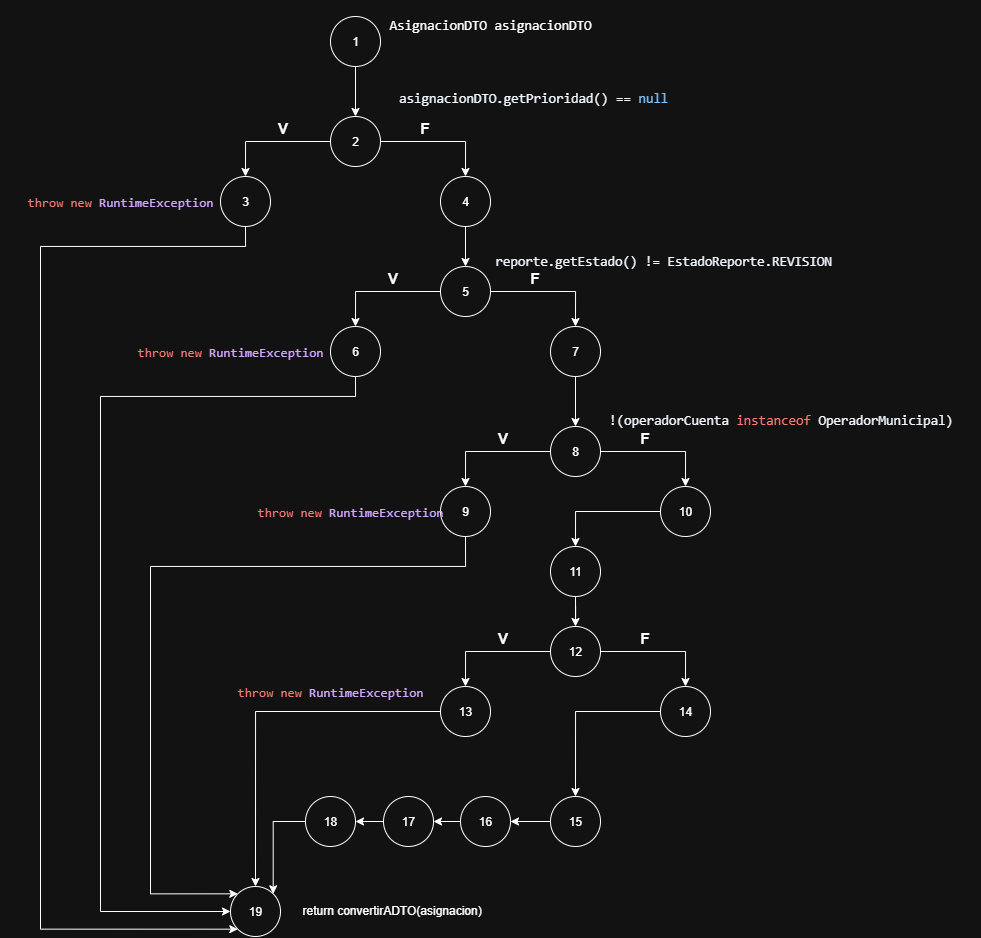 AsignacionDTO asignacionDTO
1
asignacionDTO.getPrioridad() == null
V
F
2
throw new RuntimeException
3
4
reporte.getEstado() != EstadoReporte.REVISION
V
F
5
throw new RuntimeException
6
7
!(operadorCuenta instanceof OperadorMunicipal)
V
F
8
throw new RuntimeException
9
10
11
V
F
12
throw new RuntimeException
13
14
18
17
16
15
19
return convertirADTO(asignacion)